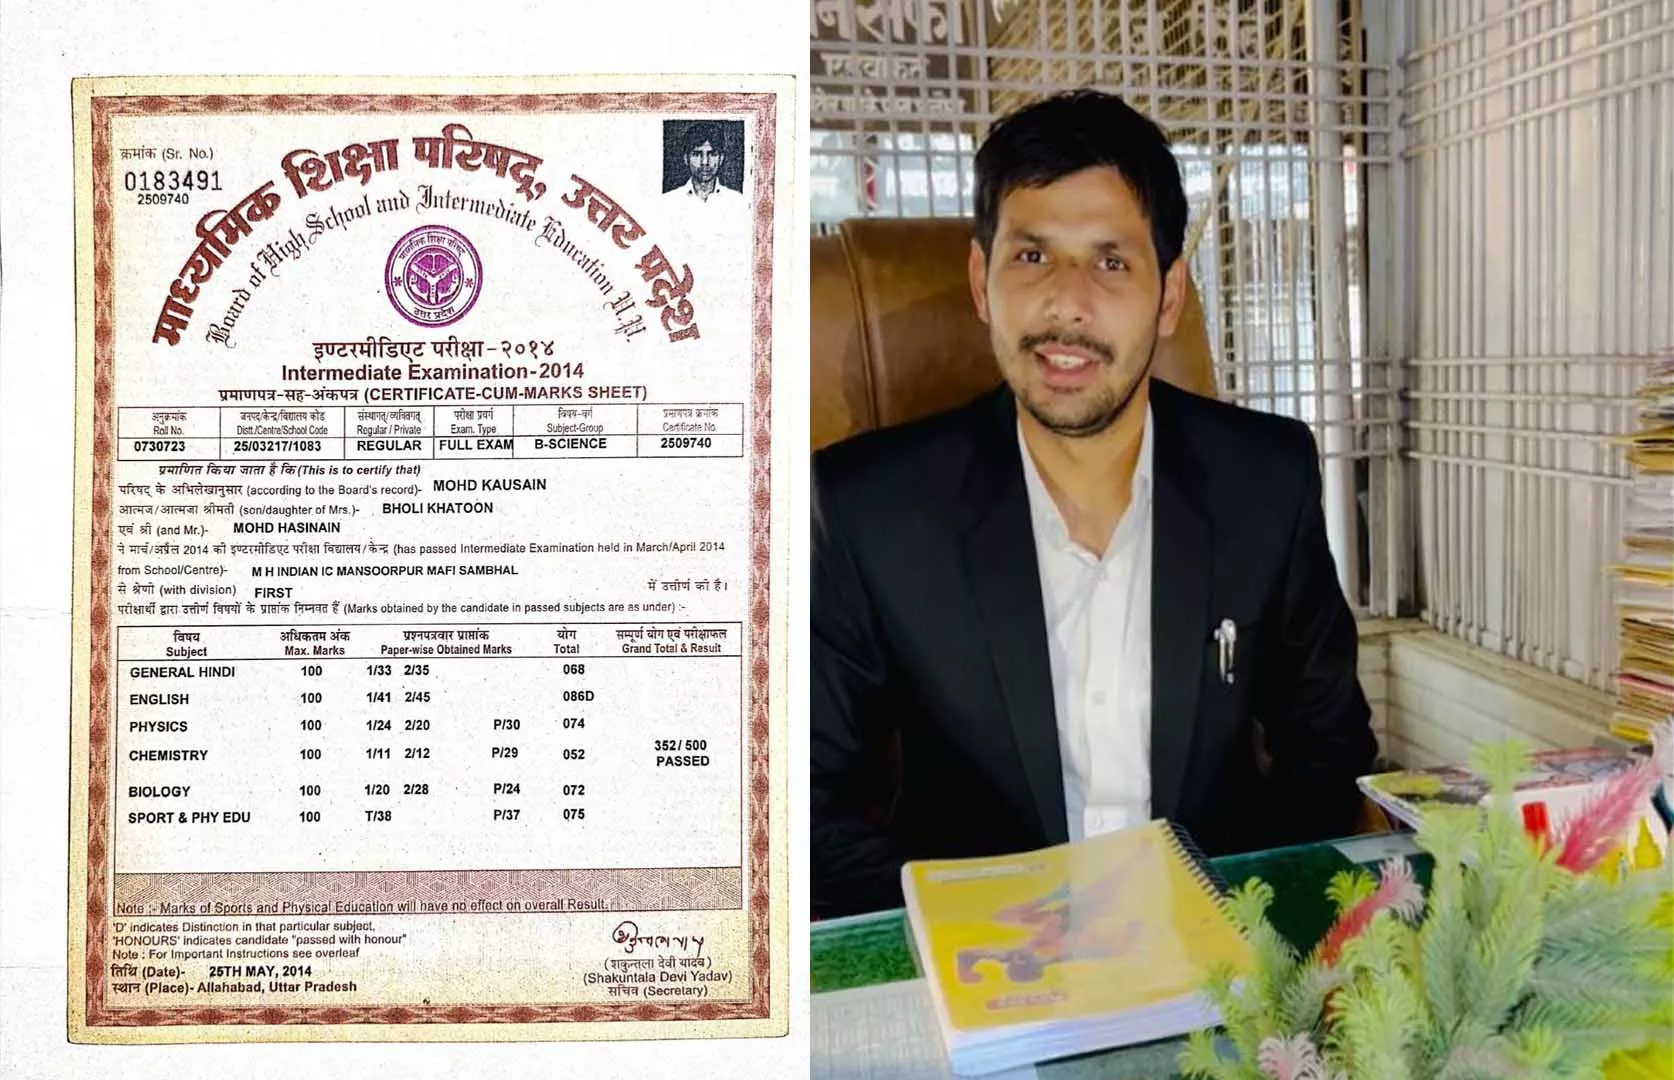 क्रमांक (Sr. No.)
0183491
2509740
माध्यमिक शिक्षा परिषद्, उत्तर प्रदेश
Board of High School and Intermediate Education U.P.
माध्यमिक शिक्षा परिषद
उत्तर प्रदेश
इण्टरमीडिएट परीक्षा-२०१४
Intermediate Examination-2014
प्रमाणपत्र-सह-अंकपत्र (CERTIFICATE-CUM-MARKS SHEET)
अनुक्रमांक जनपद/केन्द्र/विद्यालय कोड संस्थागत्/व्यक्तिगत् परीक्षा प्रवर्ग विषय-वर्ग प्रमाणपत्र क्रमांक
Roll No. Distt./Centre/School Code Regular / Private Exam. Type Subject-Group Certificate No.
0730723 25/03217/1083 REGULAR FULL EXAM B-SCIENCE 2509740
प्रमाणित किया जाता है कि (This is to certify that)
परिषद् के अभिलेखानुसार (according to the Board's record)- MOHD KAUSAIN
आत्मज/आत्मजा श्रीमती (son/daughter of Mrs.)- BHOLI KHATOON
एवं श्री (and Mr.)- MOHD HASINAIN
ने मार्च/अप्रैल 2014 की इण्टरमीडिएट परीक्षा विद्यालय/केन्द्र (has passed Intermediate Examination held in March/April 2014
from School/Centre)- M H INDIAN IC MANSOORPUR MAFI SAMBHAL
से श्रेणी (with division) FIRST में उत्तीर्ण की है।
परीक्षार्थी द्वारा उत्तीर्ण विषयों के प्राप्तांक निम्नवत हैं (Marks obtained by the candidate in passed subjects are as under) :-
विषय अधिकतम अंक प्रश्नपत्रवार प्राप्तांक योग सम्पूर्ण योग एवं परीक्षाफल
Subject Max. Marks Paper-wise Obtained Marks Total Grand Total & Result
GENERAL HINDI 100 1/33 2/35 068
ENGLISH 100 1/41 2/45 086D
PHYSICS 100 1/24 2/20 P/30 074
CHEMISTRY 100 1/11 2/12 P/29 052 352/500
PASSED
BIOLOGY 100 1/20 2/28 P/24 072
SPORT & PHY EDU 100 T/38 P/37 075
Note :- Marks of Sports and Physical Education will have no effect on overall Result.
'D' indicates Distinction in that particular subject,
'HONOURS' indicates candidate "passed with honour"
Note : For Important Instructions see overleaf
तिथि (Date)- 25TH MAY, 2014
स्थान (Place)- Allahabad, Uttar Pradesh
(शकुन्तला देवी यादव)
(Shakuntala Devi Yadav)
सचिव (Secretary)